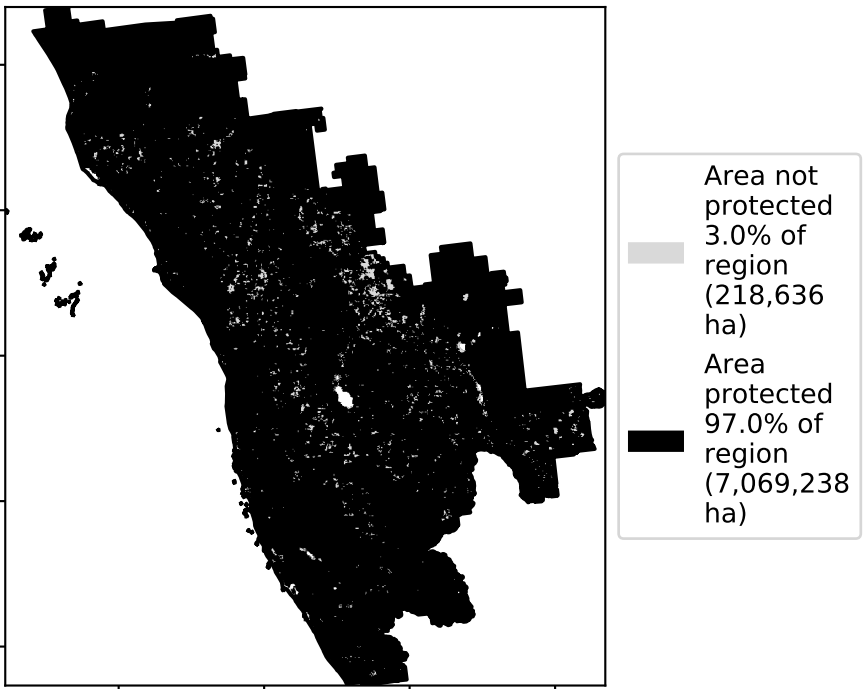 Area not
protected
3.0% of
region
(218,636
ha)
Area
protected
97.0% of
region
(7,069,238
ha)